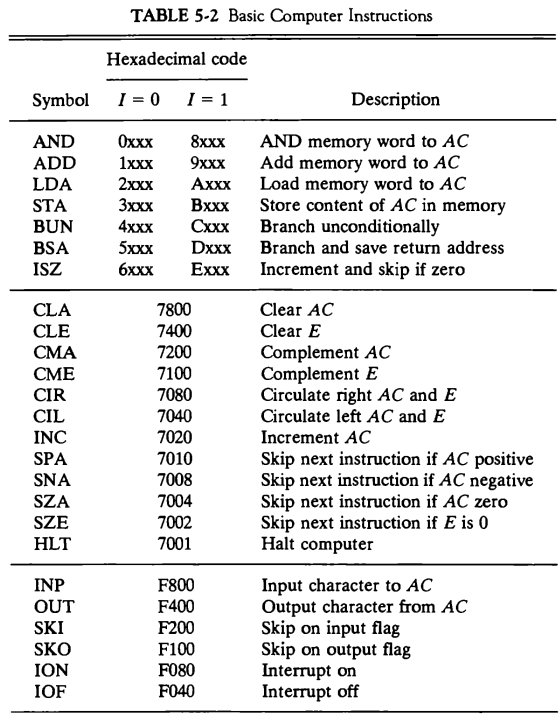 TABLE 5-2 Basic Computer Instructions
Hexadecimal code
Symbol I = 0 I = 1 Description
AND 0xxx 8xxx AND memory word to AC
ADD 1xxx 9xxx Add memory word to AC
LDA 2xxx Axxx Load memory word to AC
STA 3xxx Bxxx Store content of AC in memory
BUN 4xxx Cxxx Branch unconditionally
BSA 5xxx Dxxx Branch and save return address
ISZ 6xxx Exxx Increment and skip if zero
CLA 7800 Clear AC
CLE 7400 Clear E
CMA 7200 Complement AC
CME 7100 Complement E
CIR 7080 Circulate right AC and E
CIL 7040 Circulate left AC and E
INC 7020 Increment AC
SPA 7010 Skip next instruction if AC positive
SNA 7008 Skip next instruction if AC negative
SZA 7004 Skip next instruction if AC zero
SZE 7002 Skip next instruction if E is 0
HLT 7001 Halt computer
INP F800 Input character to AC
OUT F400 Output character from AC
SKI F200 Skip on input flag
SKO F100 Skip on output flag
ION F080 Interrupt on
IOF F040 Interrupt off